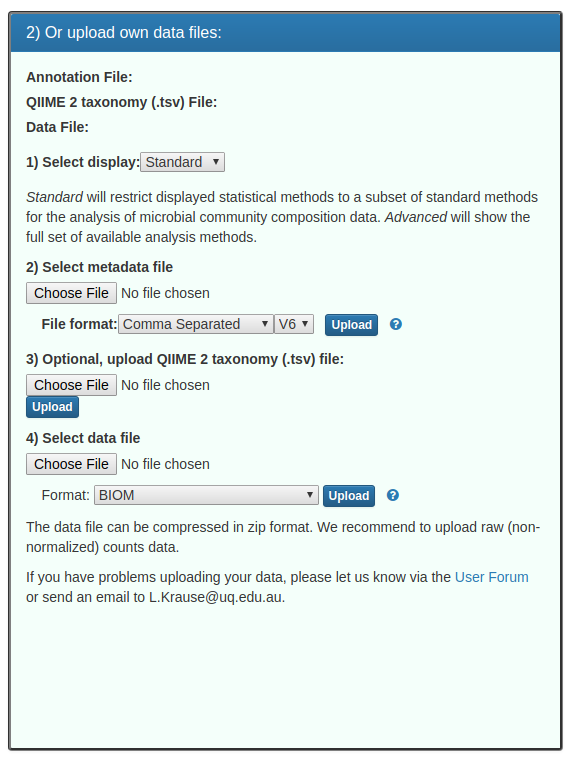 2) Or upload own data files:
Annotation File:
QIIME 2 taxonomy (.tsv) File:
Data File:
1) Select display: Standard
Standard will restrict displayed statistical methods to a subset of standard methods
for the analysis of microbial community composition data. Advanced will show the
full set of available analysis methods.
2) Select metadata file
Choose File No file chosen
File format: Comma Separated V6 Upload ?
3) Optional, upload QIIME 2 taxonomy (.tsv) file:
Choose File No file chosen
Upload
4) Select data file
Choose File No file chosen
Format: BIOM Upload ?
The data file can be compressed in zip format. We recommend to upload raw (non-
normalized) counts data.
If you have problems uploading your data, please let us know via the User Forum
or send an email to L.Krause@uq.edu.au.